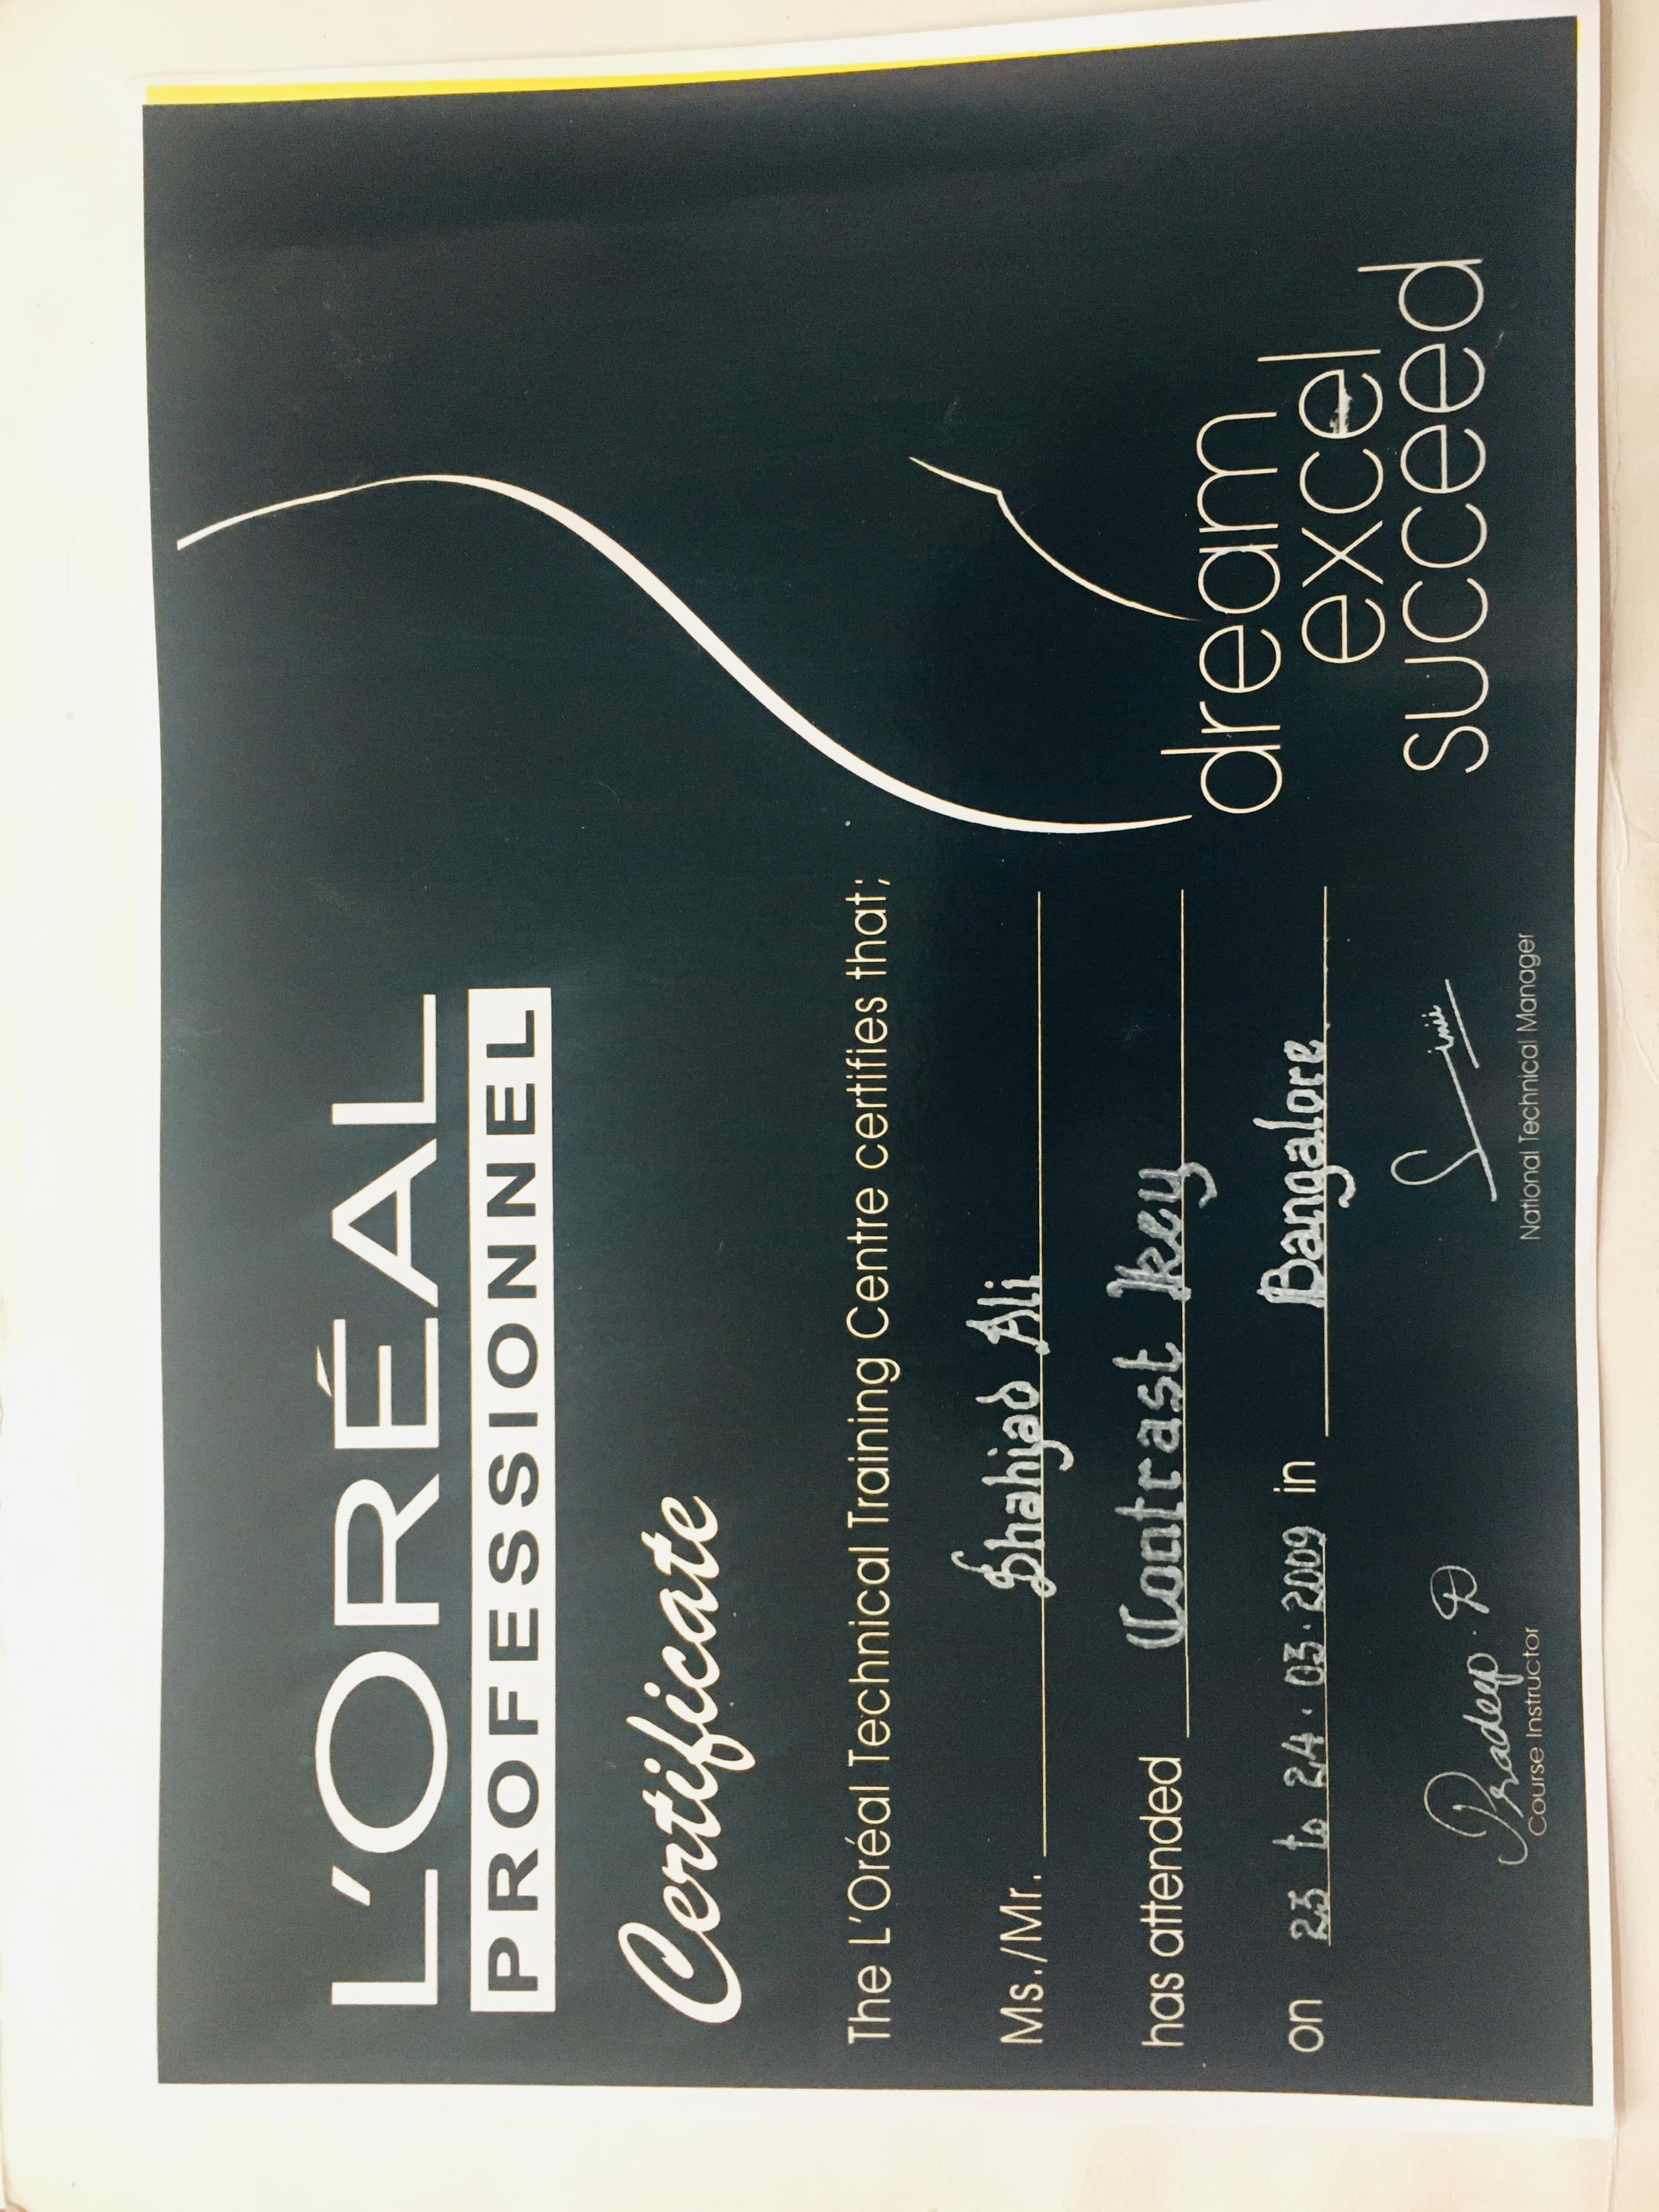 L'ORÉAL
PROFESSIONNEL
Certificate
The L'Oréal Technical Training Centre certifies that;
Ms./Mr. Shahjad Ali
has attended Contrast key
on 23 to 24.03.2009 in Bangalore
Pradeep. P
Course Instructor
National Technical Manager
dream
excel
succeed